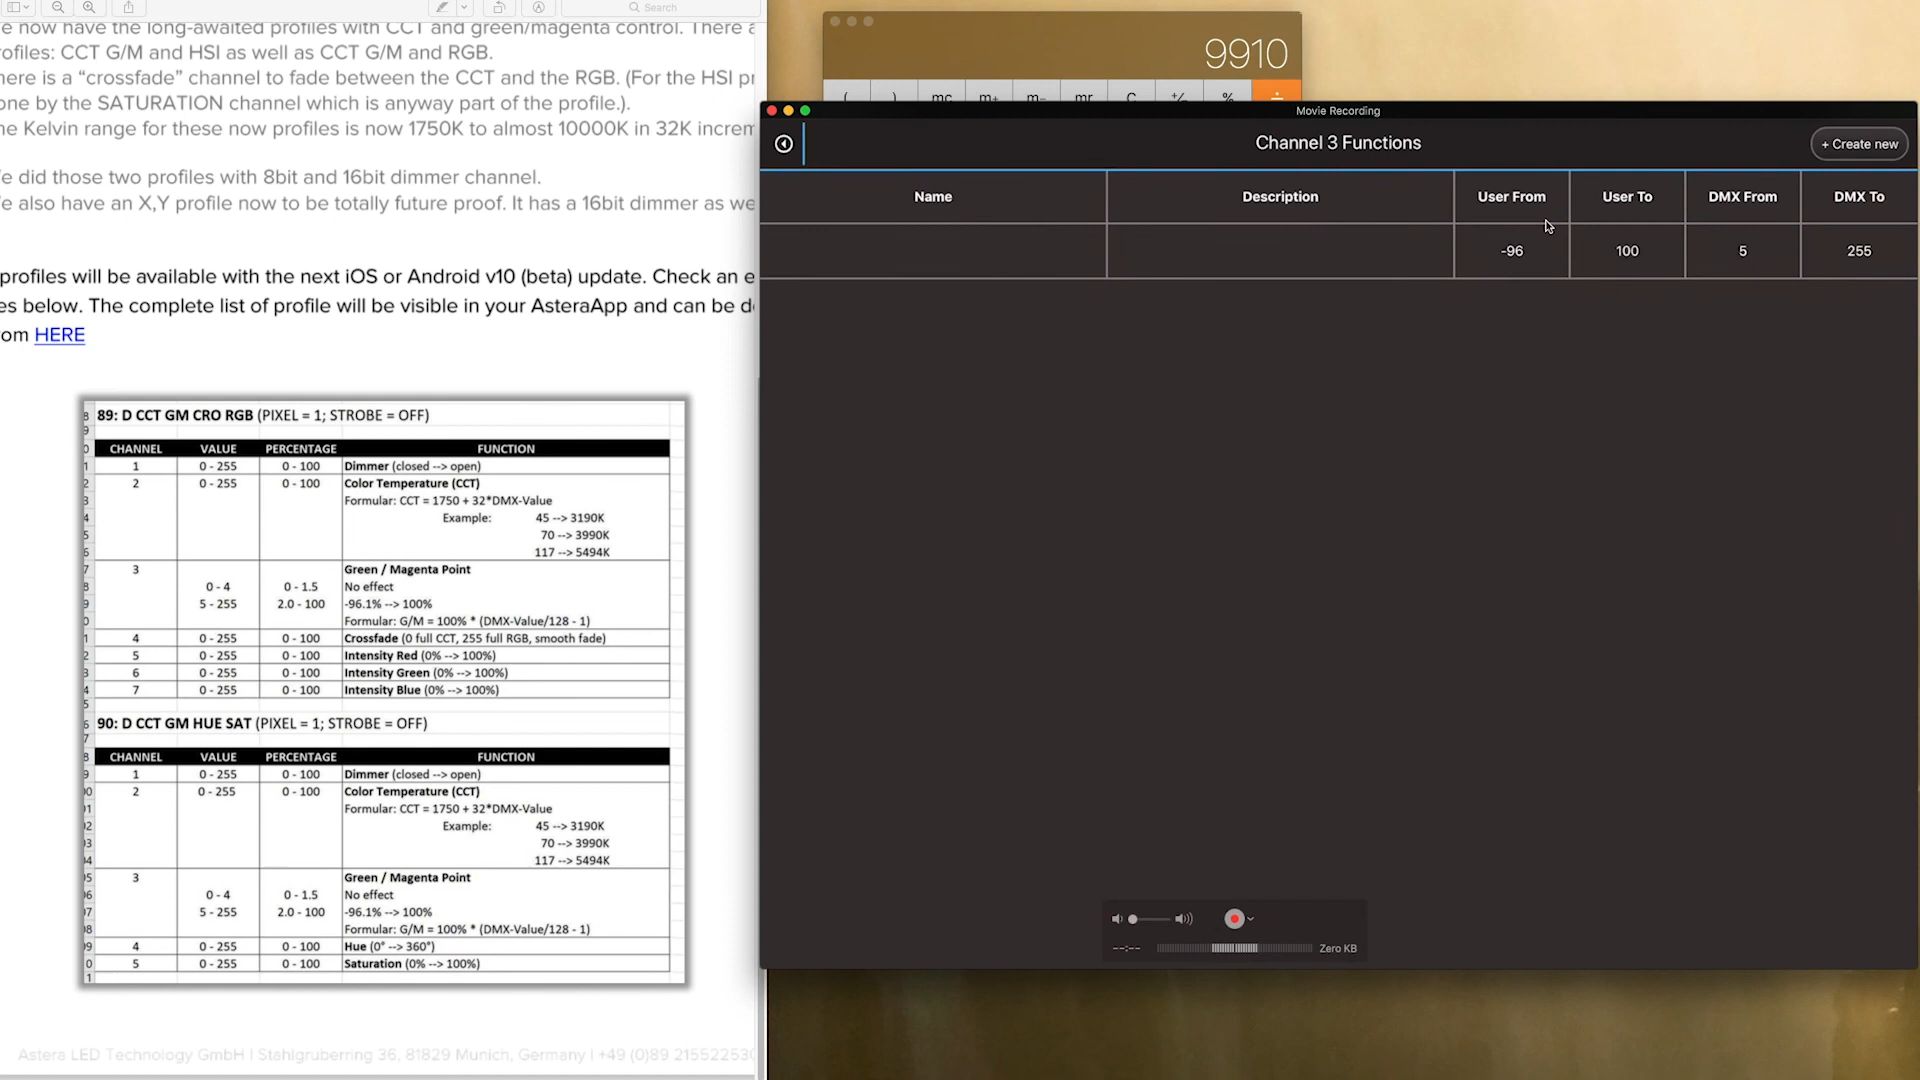 Search
e now have the long-awaited profiles with CCT and green/magenta control. There
ofiles: CCT G/M and HSI as well as CCT G/M and RGB.
here is a “crossfade” channel to fade between the CCT and the RGB. (For the HSI pr
one by the SATURATION channel which is anyway part of the profile.).
ne Kelvin range for these now profiles is now 1750K to almost 10000K in 32K increm
e did those two profiles with 8bit and 16bit dimmer channel.
e also have an X,Y profile now to be totally future proof. It has a 16bit dimmer as we
profiles will be available with the next iOS or Android v10 (beta) update. Check an e
es below. The complete list of profile will be visible in your AsteraApp and can be d
om HERE
89: D CCT GM CRO RGB (PIXEL = 1; STROBE = OFF)
CHANNEL VALUE PERCENTAGE FUNCTION
1 0 - 255 0 - 100 Dimmer (closed --> open)
2 0 - 255 0 - 100 Color Temperature (CCT)
Formular: CCT = 1750 + 32*DMX-Value
Example: 45 --> 3190K
70 --> 3990K
117 --> 5494K
3 Green / Magenta Point
0 - 4 0 - 1.5 No effect
5 - 255 2.0 - 100 -96.1% --> 100%
Formular: G/M = 100% * (DMX-Value/128 - 1)
4 0 - 255 0 - 100 Crossfade (0 full CCT, 255 full RGB, smooth fade)
5 0 - 255 0 - 100 Intensity Red (0% --> 100%)
6 0 - 255 0 - 100 Intensity Green (0% --> 100%)
7 0 - 255 0 - 100 Intensity Blue (0% --> 100%)
90: D CCT GM HUE SAT (PIXEL = 1; STROBE = OFF)
CHANNEL VALUE PERCENTAGE FUNCTION
1 0 - 255 0 - 100 Dimmer (closed --> open)
2 0 - 255 0 - 100 Color Temperature (CCT)
Formular: CCT = 1750 + 32*DMX-Value
Example: 45 --> 3190K
70 --> 3990K
117 --> 5494K
3 Green / Magenta Point
0 - 4 0 - 1.5 No effect
5 - 255 2.0 - 100 -96.1% --> 100%
Formular: G/M = 100% * (DMX-Value/128 - 1)
4 0 - 255 0 - 100 Hue (0° --> 360°)
5 0 - 255 0 - 100 Saturation (0% --> 100%)
Astera LED Technology GmbH | Stahlgruberring 36, 81829 Munich, Germany | +49 (0)89 215522530
9910
( ) mc m+ m- mr C +/- % ÷
Movie Recording
Channel 3 Functions
+ Create new
Name Description User From User To DMX From DMX To
-96 100 5 255
--:-- Zero KB